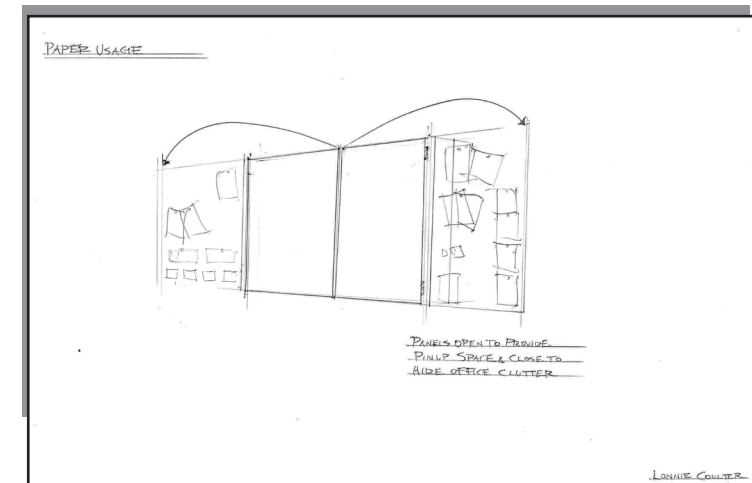 PAPER USAGE
PANELS OPEN TO PROVIDE
PINUP SPACE & CLOSE TO
HIDE OFFICE CLUTTER
LONNIE COULTER